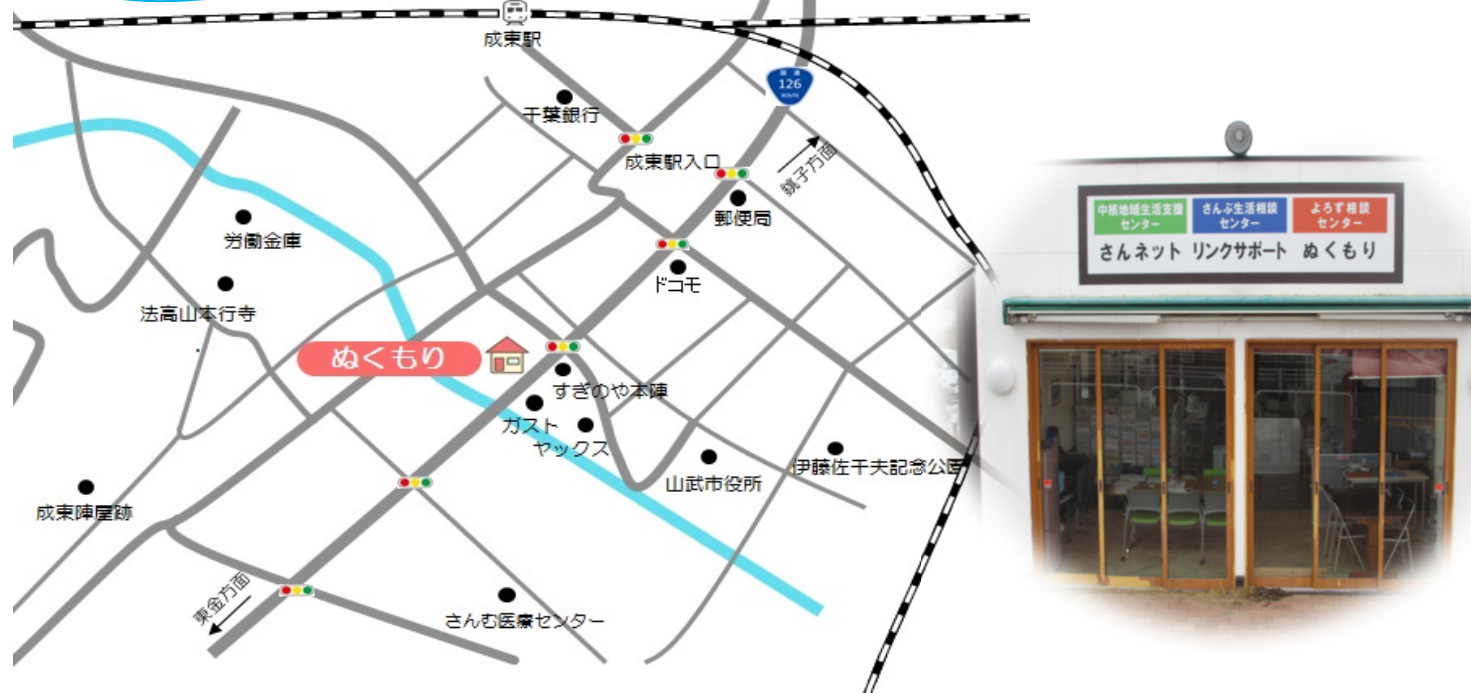 成東駅
国道
126
ROUTE
千葉銀行
成東駅入口
銚子方面
郵便局
労働金庫
ドコモ
法高山本行寺
ぬくもり
すぎのや本陣
ガスト
ヤックス
山武市役所
伊藤佐千夫記念公園
成東陣屋跡
東金方面
さんむ医療センター
中核地域生活支援
センター
さんネット
さんぶ生活相談
センター
リンクサポート
よろず相談
センター
ぬくもり